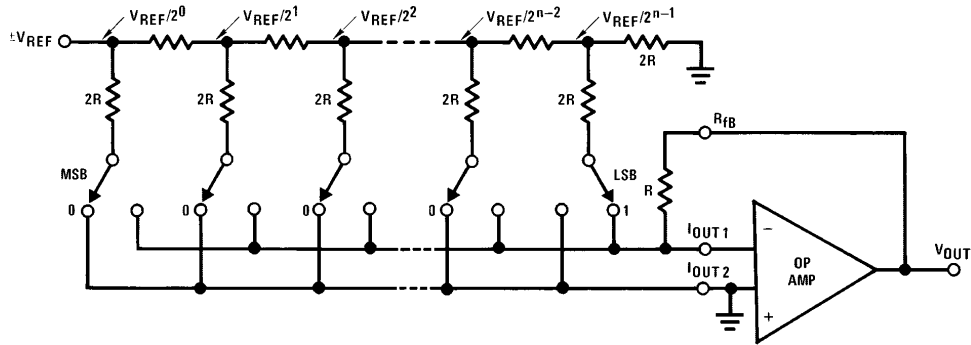 ±VREF
VREF/2⁰
VREF/2¹
VREF/2²
VREF/2ⁿ⁻²
VREF/2ⁿ⁻¹
2R
2R
2R
2R
2R
2R
MSB
LSB
0
0
0
0
1
R
RfB
IOUT 1
IOUT 2
−
+
OP
AMP
VOUT